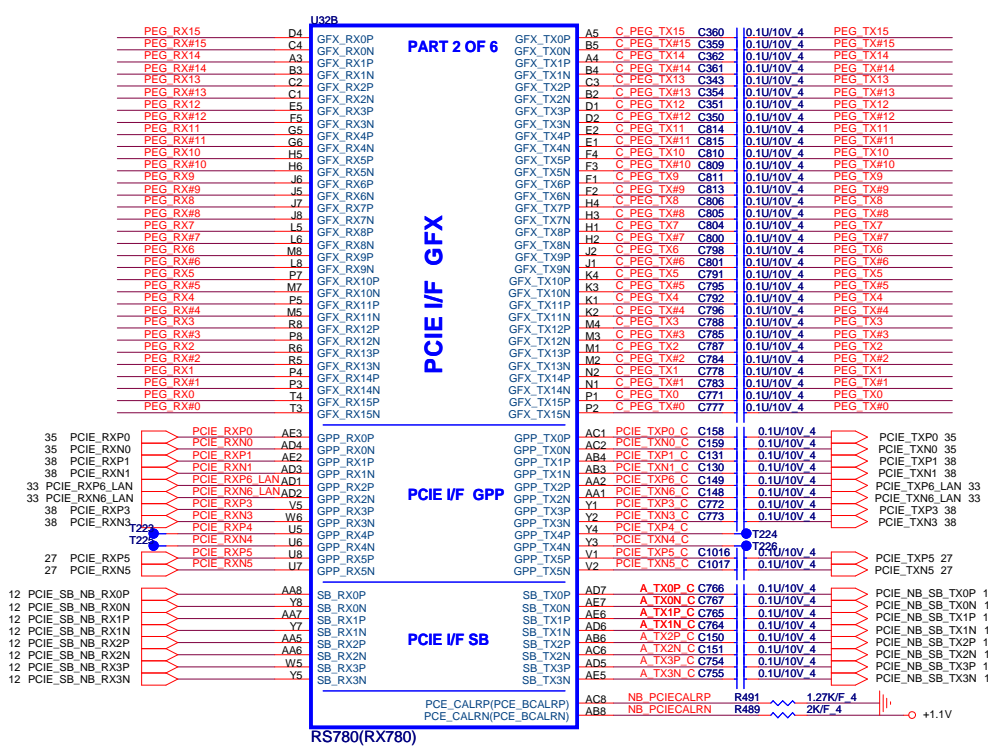 U32B
PART 2 OF 6
PEG_RX15 D4 GFX_RX0P GFX_TX0P A5 C_PEG_TX15 C360 0.1U/10V_4 PEG_TX15
PEG_RX#15 C4 GFX_RX0N GFX_TX0N B5 C_PEG_TX#15 C359 0.1U/10V_4 PEG_TX#15
PEG_RX14 A3 GFX_RX1P GFX_TX1P A4 C_PEG_TX14 C362 0.1U/10V_4 PEG_TX14
PEG_RX#14 B3 GFX_RX1N GFX_TX1N B4 C_PEG_TX#14 C361 0.1U/10V_4 PEG_TX#14
PEG_RX13 C2 GFX_RX2P GFX_TX2P C3 C_PEG_TX13 C343 0.1U/10V_4 PEG_TX13
PEG_RX#13 C1 GFX_RX2N GFX_TX2N B2 C_PEG_TX#13 C354 0.1U/10V_4 PEG_TX#13
PEG_RX12 E5 GFX_RX3P GFX_TX3P D1 C_PEG_TX12 C351 0.1U/10V_4 PEG_TX12
PEG_RX#12 F5 GFX_RX3N GFX_TX3N D2 C_PEG_TX#12 C350 0.1U/10V_4 PEG_TX#12
PEG_RX11 G5 GFX_RX4P GFX_TX4P E2 C_PEG_TX11 C814 0.1U/10V_4 PEG_TX11
PEG_RX#11 G6 GFX_RX4N GFX_TX4N E1 C_PEG_TX#11 C815 0.1U/10V_4 PEG_TX#11
PEG_RX10 H5 GFX_RX5P GFX_TX5P F4 C_PEG_TX10 C810 0.1U/10V_4 PEG_TX10
PEG_RX#10 H6 GFX_RX5N GFX_TX5N F3 C_PEG_TX#10 C809 0.1U/10V_4 PEG_TX#10
PEG_RX9 J6 GFX_RX6P GFX_TX6P F1 C_PEG_TX9 C811 0.1U/10V_4 PEG_TX9
PEG_RX#9 J5 GFX_RX6N GFX_TX6N F2 C_PEG_TX#9 C813 0.1U/10V_4 PEG_TX#9
PEG_RX8 J7 GFX_RX7P GFX_TX7P H4 C_PEG_TX8 C806 0.1U/10V_4 PEG_TX8
PEG_RX#8 J8 GFX_RX7N GFX_TX7N H3 C_PEG_TX#8 C805 0.1U/10V_4 PEG_TX#8
PEG_RX7 L5 GFX_RX8P GFX_TX8P H1 C_PEG_TX7 C804 0.1U/10V_4 PEG_TX7
PEG_RX#7 L6 GFX_RX8N GFX_TX8N H2 C_PEG_TX#7 C800 0.1U/10V_4 PEG_TX#7
PEG_RX6 M8 GFX_RX9P GFX_TX9P J2 C_PEG_TX6 C798 0.1U/10V_4 PEG_TX6
PEG_RX#6 L8 GFX_RX9N GFX_TX9N J1 C_PEG_TX#6 C801 0.1U/10V_4 PEG_TX#6
PEG_RX5 P7 GFX_RX10P GFX_TX10P K4 C_PEG_TX5 C791 0.1U/10V_4 PEG_TX5
PEG_RX#5 M7 GFX_RX10N GFX_TX10N K3 C_PEG_TX#5 C795 0.1U/10V_4 PEG_TX#5
PEG_RX4 P5 GFX_RX11P GFX_TX11P K1 C_PEG_TX4 C792 0.1U/10V_4 PEG_TX4
PEG_RX#4 M5 GFX_RX11N GFX_TX11N K2 C_PEG_TX#4 C796 0.1U/10V_4 PEG_TX#4
PEG_RX3 R8 GFX_RX12P GFX_TX12P M4 C_PEG_TX3 C788 0.1U/10V_4 PEG_TX3
PEG_RX#3 P8 GFX_RX12N GFX_TX12N M3 C_PEG_TX#3 C785 0.1U/10V_4 PEG_TX#3
PEG_RX2 R6 GFX_RX13P GFX_TX13P M1 C_PEG_TX2 C787 0.1U/10V_4 PEG_TX2
PEG_RX#2 R5 GFX_RX13N GFX_TX13N M2 C_PEG_TX#2 C784 0.1U/10V_4 PEG_TX#2
PEG_RX1 P4 GFX_RX14P GFX_TX14P N2 C_PEG_TX1 C778 0.1U/10V_4 PEG_TX1
PEG_RX#1 P3 GFX_RX14N GFX_TX14N N1 C_PEG_TX#1 C783 0.1U/10V_4 PEG_TX#1
PEG_RX0 T4 GFX_RX15P GFX_TX15P P1 C_PEG_TX0 C771 0.1U/10V_4 PEG_TX0
PEG_RX#0 T3 GFX_RX15N GFX_TX15N P2 C_PEG_TX#0 C777 0.1U/10V_4 PEG_TX#0
PCIE I/F GFX
35 PCIE_RXP0 PCIE_RXP0 AE3 GPP_RX0P GPP_TX0P AC1 PCIE_TXP0_C C158 0.1U/10V_4 PCIE_TXP0 35
35 PCIE_RXN0 PCIE_RXN0 AD4 GPP_RX0N GPP_TX0N AC2 PCIE_TXN0_C C159 0.1U/10V_4 PCIE_TXN0 35
38 PCIE_RXP1 PCIE_RXP1 AE2 GPP_RX1P GPP_TX1P AB4 PCIE_TXP1_C C131 0.1U/10V_4 PCIE_TXP1 38
38 PCIE_RXN1 PCIE_RXN1 AD3 GPP_RX1N GPP_TX1N AB3 PCIE_TXN1_C C130 0.1U/10V_4 PCIE_TXN1 38
33 PCIE_RXP6_LAN PCIE_RXP6_LAN AD1 GPP_RX2P GPP_TX2P AA2 PCIE_TXP6_C C149 0.1U/10V_4 PCIE_TXP6_LAN 33
33 PCIE_RXN6_LAN PCIE_RXN6_LAN AD2 GPP_RX2N GPP_TX2N AA1 PCIE_TXN6_C C148 0.1U/10V_4 PCIE_TXN6_LAN 33
PCIE I/F GPP
38 PCIE_RXP3 PCIE_RXP3 V5 GPP_RX3P GPP_TX3P Y1 PCIE_TXP3_C C772 0.1U/10V_4 PCIE_TXP3 38
38 PCIE_RXN3 PCIE_RXN3 W6 GPP_RX3N GPP_TX3N Y2 PCIE_TXN3_C C773 0.1U/10V_4 PCIE_TXN3 38
T223 PCIE_RXP4 U5 GPP_RX4P GPP_TX4P Y4 PCIE_TXP4_C T224
PCIE_RXN4 U6 GPP_RX4N GPP_TX4N Y3 PCIE_TXN4_C T226
27 PCIE_RXP5 PCIE_RXP5 U8 GPP_RX5P GPP_TX5P V1 PCIE_TXP5_C C1016 0.1U/10V_4 PCIE_TXP5 27
27 PCIE_RXN5 PCIE_RXN5 U7 GPP_RX5N GPP_TX5N V2 PCIE_TXN5_C C1017 0.1U/10V_4 PCIE_TXN5 27
12 PCIE_SB_NB_RX0P AA8 SB_RX0P SB_TX0P AD7 A_TX0P_C C766 0.1U/10V_4 PCIE_NB_SB_TX0P 1
12 PCIE_SB_NB_RX0N Y8 SB_RX0N SB_TX0N AE7 A_TX0N_C C767 0.1U/10V_4 PCIE_NB_SB_TX0N 1
12 PCIE_SB_NB_RX1P AA7 SB_RX1P SB_TX1P AE6 A_TX1P_C C765 0.1U/10V_4 PCIE_NB_SB_TX1P 1
12 PCIE_SB_NB_RX1N Y7 SB_RX1N SB_TX1N AD6 A_TX1N_C C764 0.1U/10V_4 PCIE_NB_SB_TX1N 1
PCIE I/F SB
12 PCIE_SB_NB_RX2P AA5 SB_RX2P SB_TX2P AB6 A_TX2P_C C150 0.1U/10V_4 PCIE_NB_SB_TX2P 1
12 PCIE_SB_NB_RX2N AA6 SB_RX2N SB_TX2N AC6 A_TX2N_C C151 0.1U/10V_4 PCIE_NB_SB_TX2N 1
12 PCIE_SB_NB_RX3P W5 SB_RX3P SB_TX3P AD5 A_TX3P_C C754 0.1U/10V_4 PCIE_NB_SB_TX3P 1
12 PCIE_SB_NB_RX3N Y5 SB_RX3N SB_TX3N AE5 A_TX3N_C C755 0.1U/10V_4 PCIE_NB_SB_TX3N 1
PCE_CALRP(PCE_BCALRP) AC8 NB_PCIECALRP R491 1.27K/F_4
PCE_CALRN(PCE_BCALRN) AB8 NB_PCIECALRN R489 2K/F_4 +1.1V
RS780(RX780)